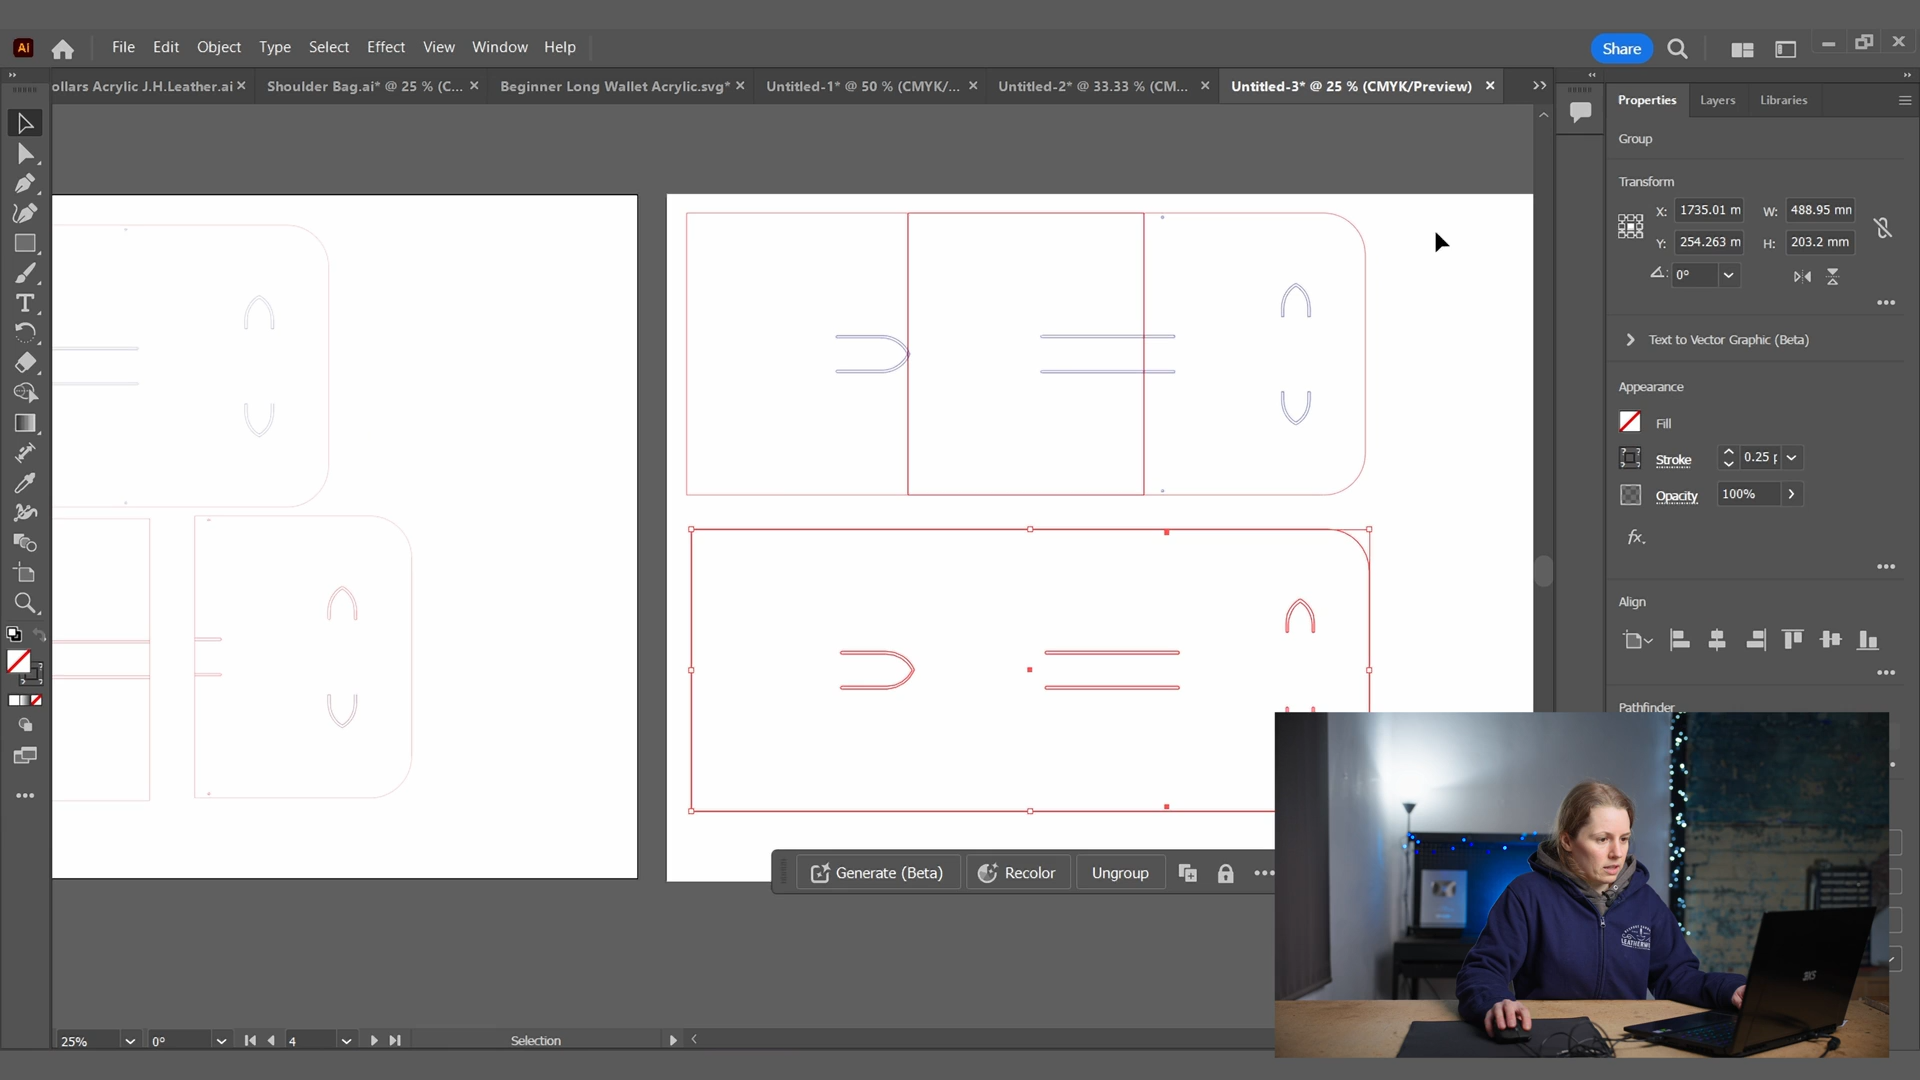 Ai File Edit Object Type Select Effect View Window Help Share
ollars Acrylic J.H.Leather.ai Shoulder Bag.ai* @ 25 % (C... Beginner Long Wallet Acrylic.svg* Untitled-1* @ 50 % (CMYK/... Untitled-2* @ 33.33 % (CM... Untitled-3* @ 25 % (CMYK/Preview)
Properties Layers Libraries
Group
Transform
X: 1735.01 m W: 488.95 mn
Y: 254.263 m H: 203.2 mm
0°
Text to Vector Graphic (Beta)
Appearance
Fill
Stroke 0.25 p
Opacity 100%
fx.
Align
Pathfinder
Generate (Beta) Recolor Ungroup
25% 0° 4 Selection